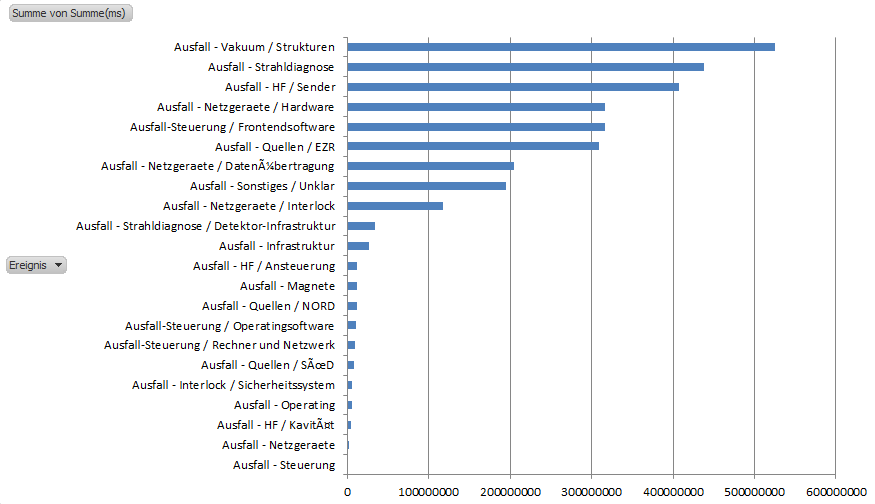 Summe von Summe(ms)
Ausfall - Vakuum / Strukturen
Ausfall - Strahldiagnose
Ausfall - HF / Sender
Ausfall - Netzgeraete / Hardware
Ausfall-Steuerung / Frontendsoftware
Ausfall - Quellen / EZR
Ausfall - Netzgeraete / DatenÃ¼bertragung
Ausfall - Sonstiges / Unklar
Ausfall - Netzgeraete / Interlock
Ausfall - Strahldiagnose / Detektor-Infrastruktur
Ausfall - Infrastruktur
Ereignis
Ausfall - HF / Ansteuerung
Ausfall - Magnete
Ausfall - Quellen / NORD
Ausfall-Steuerung / Operatingsoftware
Ausfall-Steuerung / Rechner und Netzwerk
Ausfall - Quellen / SÃœD
Ausfall - Interlock / Sicherheitssystem
Ausfall - Operating
Ausfall - HF / KavitÃ¤t
Ausfall - Netzgeraete
Ausfall - Steuerung
0 100000000 200000000 300000000 400000000 500000000 600000000